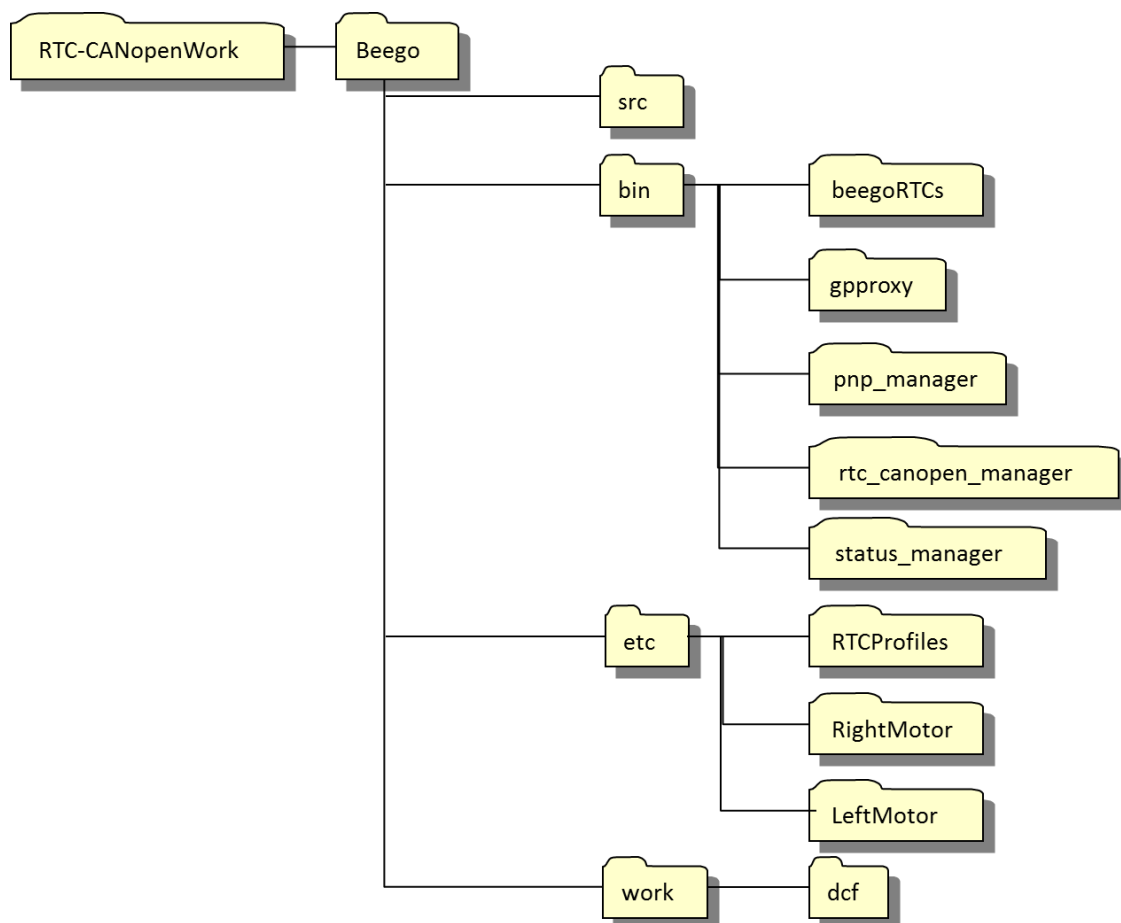 RTC-CANopenWork
Beego
src
bin
beegoRTCs
gpproxy
pnp_manager
rtc_canopen_manager
status_manager
etc
RTCProfiles
RightMotor
LeftMotor
work
dcf